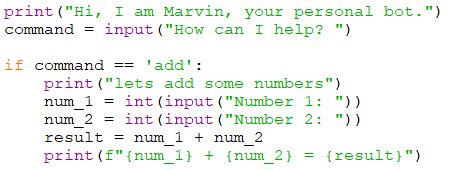 print("Hi, I am Marvin, your personal bot.")
command = input("How can I help? ")

if command == 'add':
    print("lets add some numbers")
    num_1 = int(input("Number 1: "))
    num_2 = int(input("Number 2: "))
    result = num_1 + num_2
    print(f"{num_1} + {num_2} = {result}")